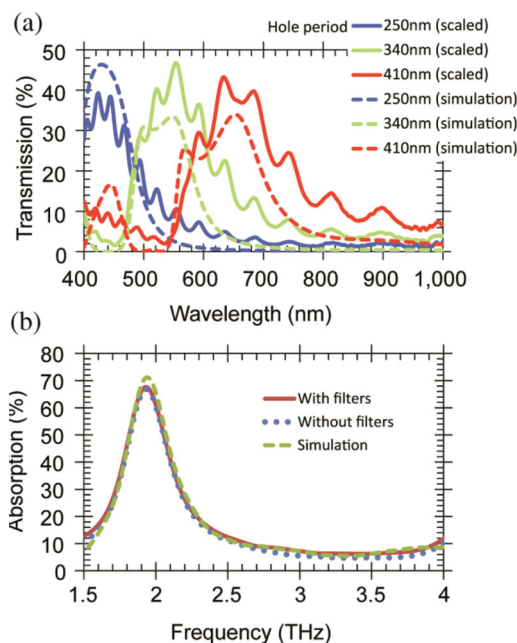 (a)
Hole period
250nm (scaled)
340nm (scaled)
410nm (scaled)
250nm (simulation)
340nm (simulation)
410nm (simulation)
50
40
30
20
10
0
Transmission (%)
400 500 600 700 800 900 1,000
Wavelength (nm)
(b)
80
70
60
50
40
30
20
10
0
Absorption (%)
With filters
Without filters
Simulation
1.5 2 2.5 3 3.5 4
Frequency (THz)